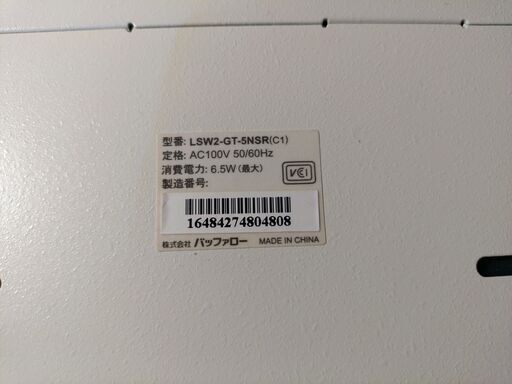 型番: LSW2-GT-5NSR(C1)
定格: AC100V 50/60Hz
消費電力: 6.5W(最大)
VCI
製造番号:
16484274804808
株式会社 バッファロー MADE IN CHINA